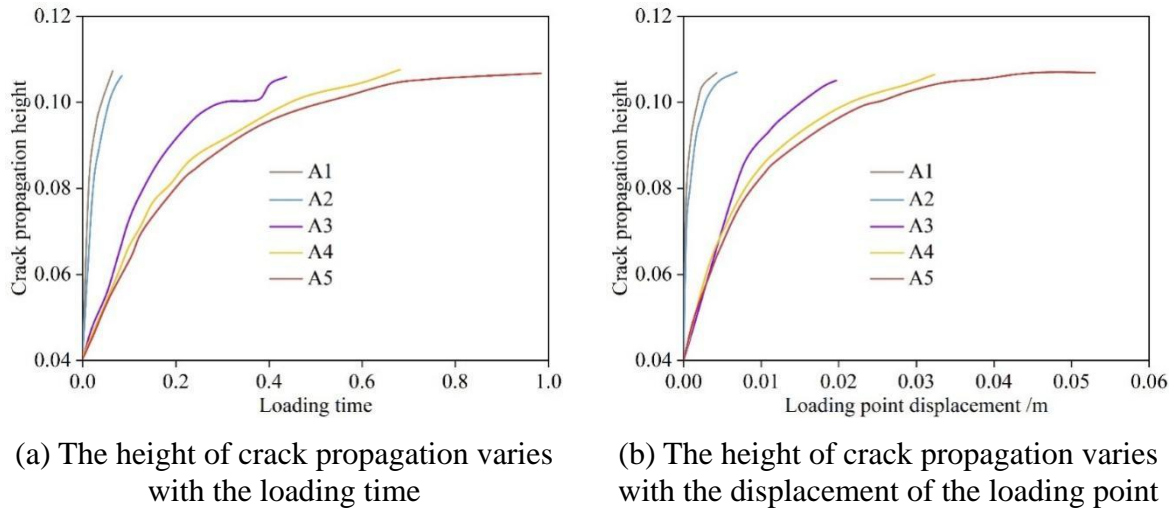 0.12
0.10
0.08
0.06
0.04
Crack propagation height
A1
A2
A3
A4
A5
0.0 0.2 0.4 0.6 0.8 1.0
Loading time
(a) The height of crack propagation varies
with the loading time
0.12
0.10
0.08
0.06
0.04
Crack propagation height
A1
A2
A3
A4
A5
0.00 0.01 0.02 0.03 0.04 0.05 0.06
Loading point displacement /m
(b) The height of crack propagation varies
with the displacement of the loading point